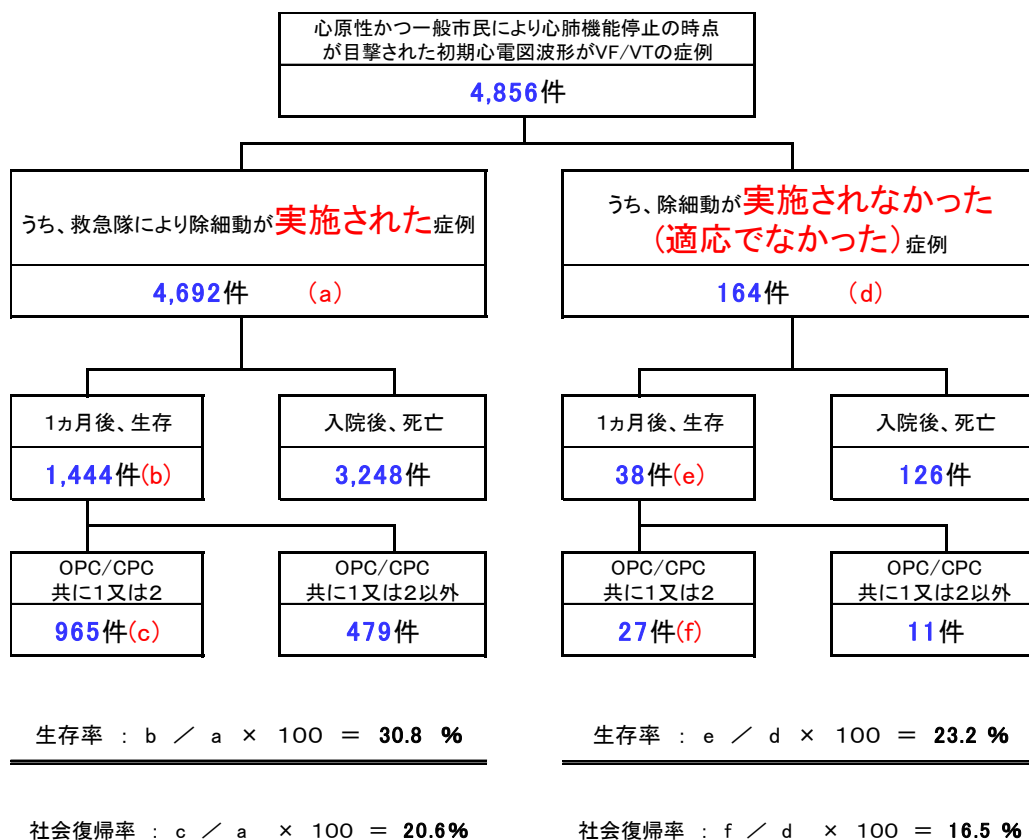 心原性かつ一般市民により心肺機能停止の時点
が目撃された初期心電図波形がVF/VTの症例
4,856件
うち、救急隊により除細動が実施された症例
4,692件 (a)
うち、除細動が実施されなかった
(適応でなかった)症例
164件 (d)
1ヵ月後、生存
1,444件(b)
入院後、死亡
3,248件
1ヵ月後、生存
38件(e)
入院後、死亡
126件
OPC/CPC
共に1又は2
965件(c)
OPC/CPC
共に1又は2以外
479件
OPC/CPC
共に1又は2
27件(f)
OPC/CPC
共に1又は2以外
11件
生存率 : b / a × 100 = 30.8 %
生存率 : e / d × 100 = 23.2 %
社会復帰率 : c / a × 100 = 20.6%
社会復帰率 : f / d × 100 = 16.5 %